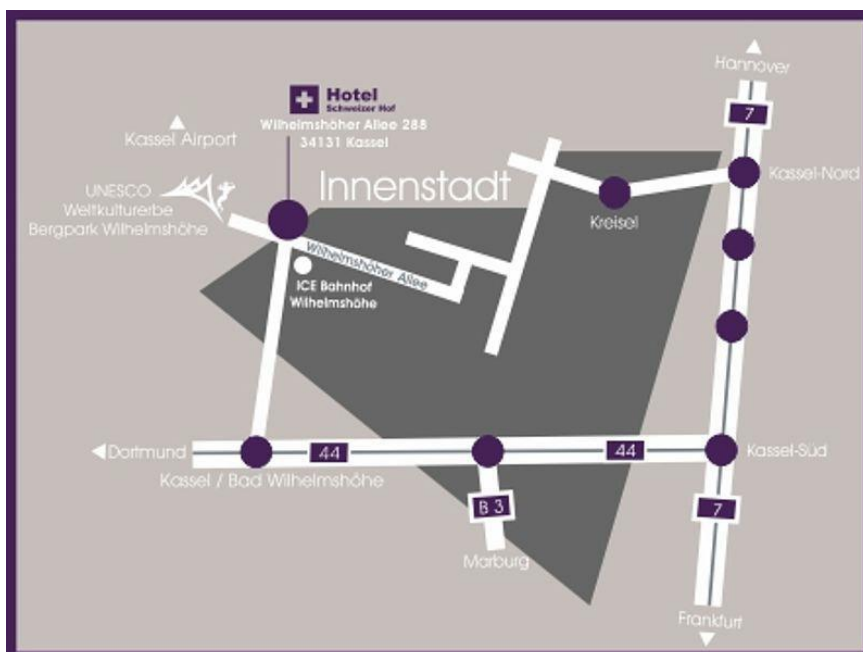 Hannover
7
Hotel
Schweizer Hof
Wilhelmshöher Allee 288
34131 Kassel
Kassel Airport
UNESCO
Weltkulturerbe
Bergpark Wilhelmshöhe
Innenstadt
Kassel-Nord
Kreisel
Wilhelmshöher Allee
ICE Bahnhof
Wilhelmshöhe
Dortmund
44
44
Kassel-Süd
Kassel / Bad Wilhelmshöhe
B 3
7
Marburg
Frankfurt